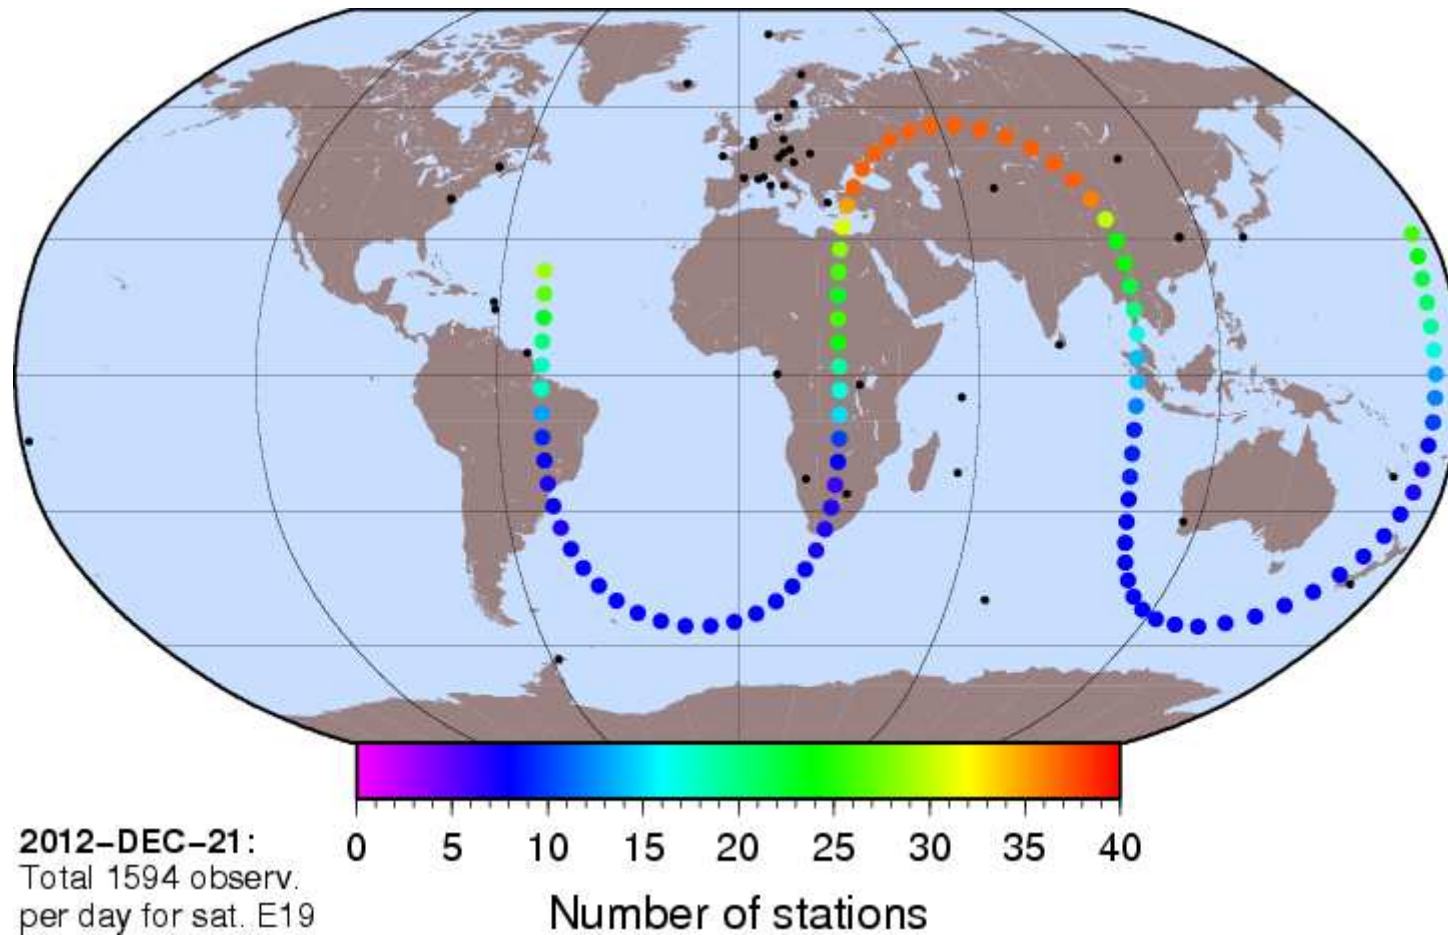 0 5 10 15 20 25 30 35 40
Number of stations
2012-DEC-21:
Total 1594 observ.
per day for sat. E19